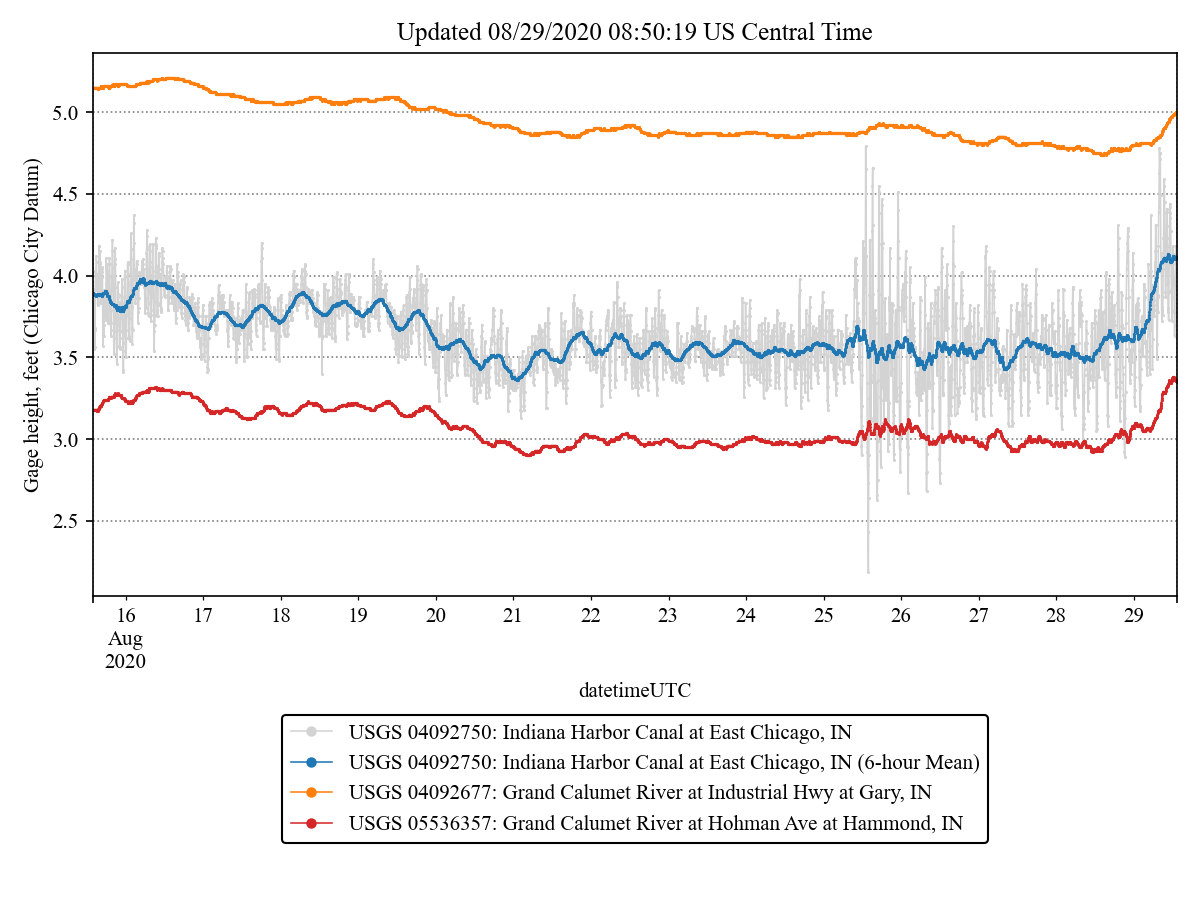 Updated 08/29/2020 08:50:19 US Central Time
Gage height, feet (Chicago City Datum)
5.0
4.5
4.0
3.5
3.0
2.5
16 17 18 19 20 21 22 23 24 25 26 27 28 29
Aug
2020
datetimeUTC
USGS 04092750: Indiana Harbor Canal at East Chicago, IN
USGS 04092750: Indiana Harbor Canal at East Chicago, IN (6-hour Mean)
USGS 04092677: Grand Calumet River at Industrial Hwy at Gary, IN
USGS 05536357: Grand Calumet River at Hohman Ave at Hammond, IN